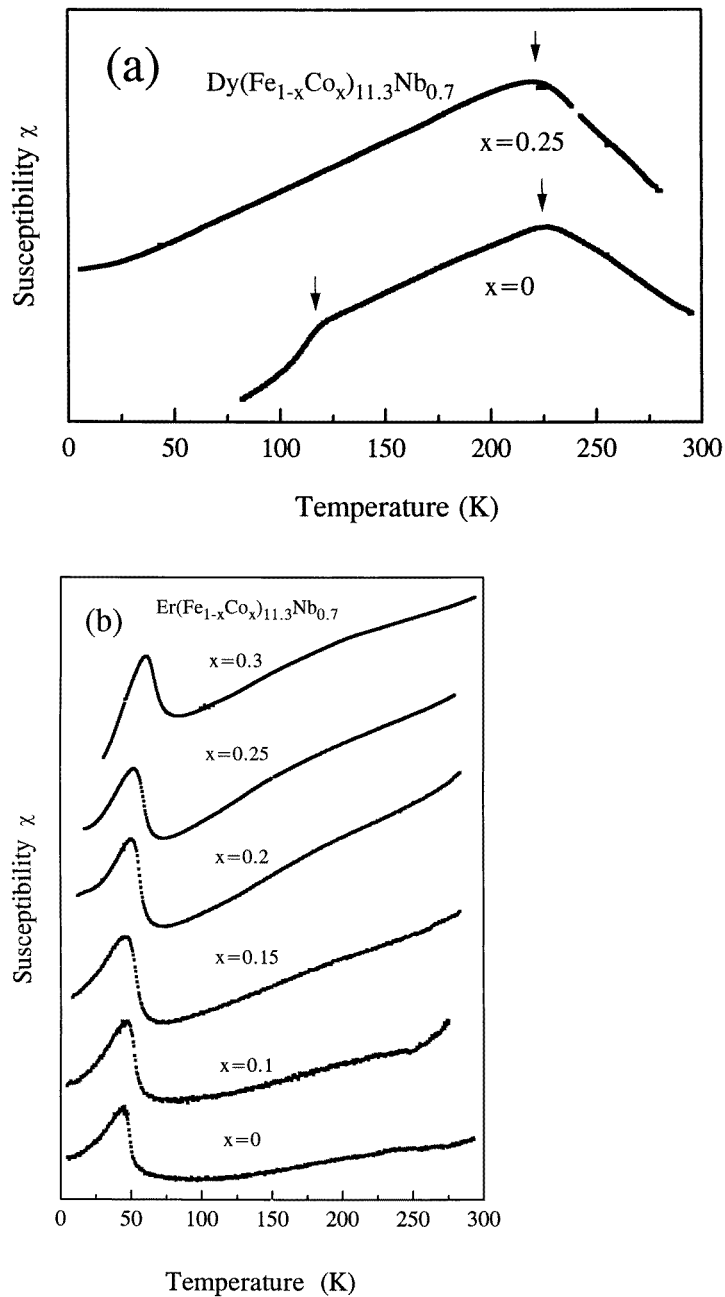 (a)
Dy(Fe1-xCox)11.3Nb0.7
x=0.25
x=0
Susceptibility χ
0 50 100 150 200 250 300
Temperature (K)
(b)
Er(Fe1-xCox)11.3Nb0.7
x=0.3
x=0.25
x=0.2
x=0.15
x=0.1
x=0
Susceptibility χ
0 50 100 150 200 250 300
Temperature (K)